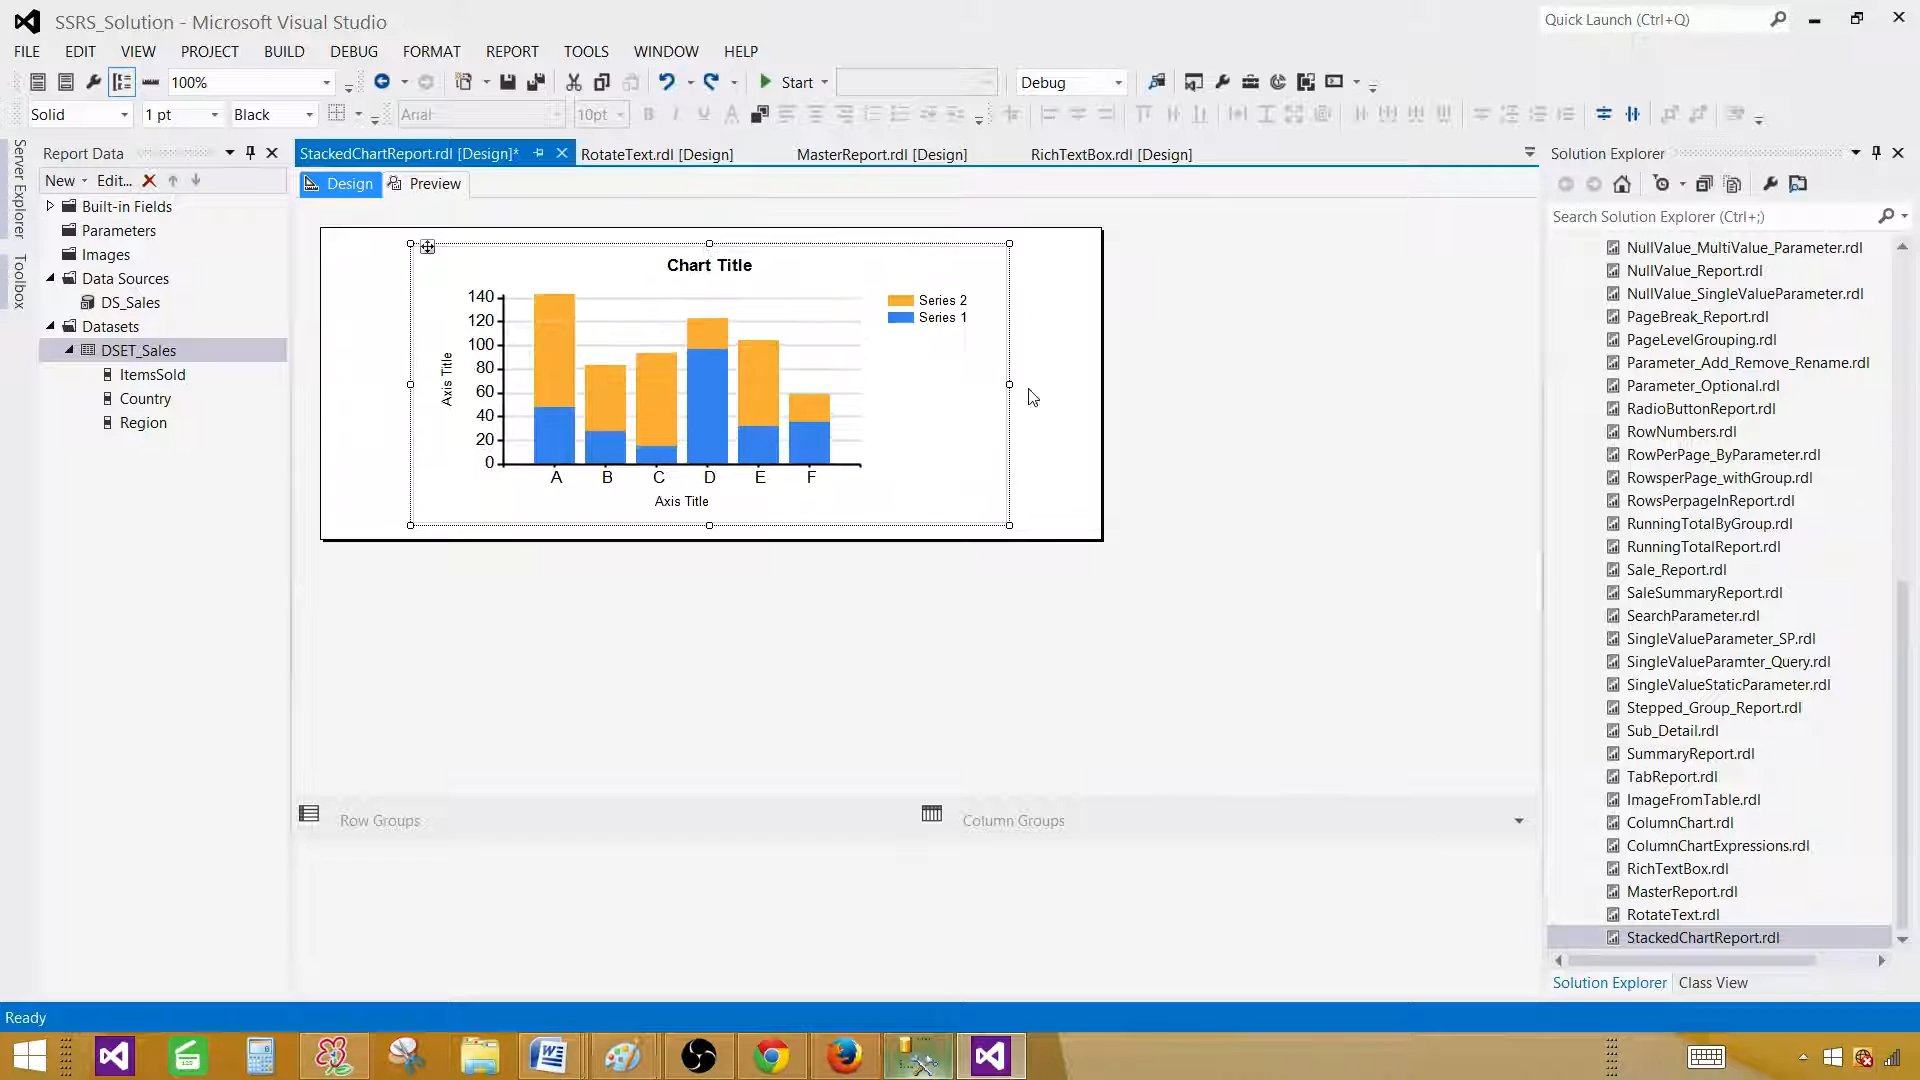 SSRS_Solution - Microsoft Visual Studio
Quick Launch (Ctrl+Q)
FILE EDIT VIEW PROJECT BUILD DEBUG FORMAT REPORT TOOLS WINDOW HELP
100% Start Debug
Solid 1 pt Black Arial 10pt B I U A
Server Explorer
Toolbox
Report Data
New Edit...
Built-in Fields
Parameters
Images
Data Sources
DS_Sales
Datasets
DSET_Sales
ItemsSold
Country
Region
StackedChartReport.rdl [Design]* RotateText.rdl [Design] MasterReport.rdl [Design] RichTextBox.rdl [Design]
Design Preview
Chart Title
140
120
100
80
60
40
20
0
Axis Title
A B C D E F
Axis Title
Series 2
Series 1
Row Groups
Column Groups
Solution Explorer
Search Solution Explorer (Ctrl+;)
NullValue_MultiValue_Parameter.rdl
NullValue_Report.rdl
NullValue_SingleValueParameter.rdl
PageBreak_Report.rdl
PageLevelGrouping.rdl
Parameter_Add_Remove_Rename.rdl
Parameter_Optional.rdl
RadioButtonReport.rdl
RowNumbers.rdl
RowPerPage_ByParameter.rdl
RowsperPage_withGroup.rdl
RowsPerpageInReport.rdl
RunningTotalByGroup.rdl
RunningTotalReport.rdl
Sale_Report.rdl
SaleSummaryReport.rdl
SearchParameter.rdl
SingleValueParameter_SP.rdl
SingleValueParamter_Query.rdl
SingleValueStaticParameter.rdl
Stepped_Group_Report.rdl
Sub_Detail.rdl
SummaryReport.rdl
TabReport.rdl
ImageFromTable.rdl
ColumnChart.rdl
ColumnChartExpressions.rdl
RichTextBox.rdl
MasterReport.rdl
RotateText.rdl
StackedChartReport.rdl
Solution Explorer Class View
Ready